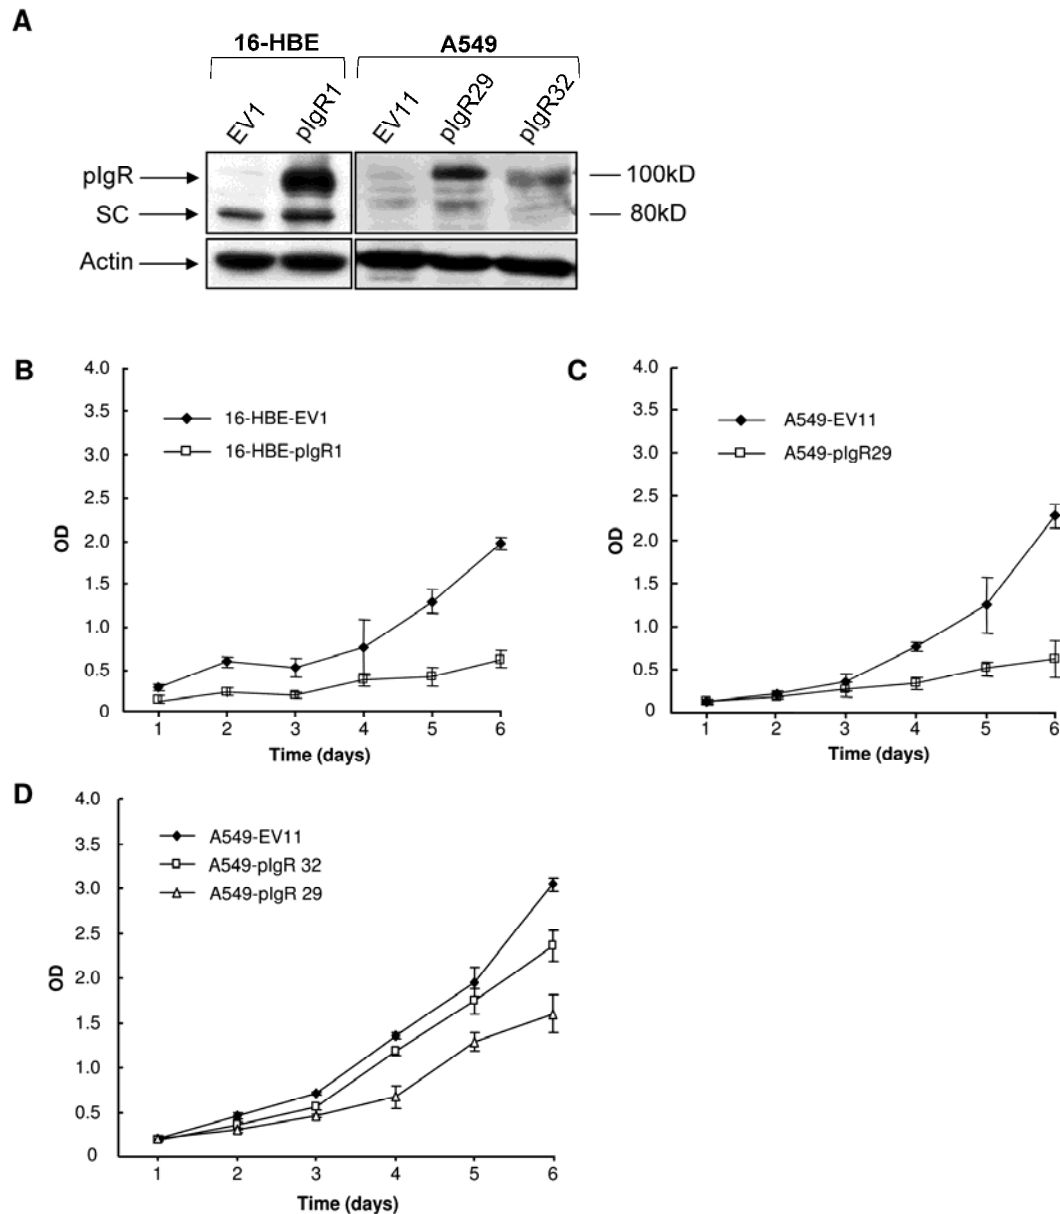 A
16-HBE
A549
EV1
pIgR1
EV11
pIgR29
pIgR32
pIgR
100kD
SC
80kD
Actin
B
4.0
3.5
3.0
2.5
2.0
1.5
1.0
0.5
0
OD
16-HBE-EV1
16-HBE-pIgR1
1 2 3 4 5 6
Time (days)
C
4.0
3.5
3.0
2.5
2.0
1.5
1.0
0.5
0
OD
A549-EV11
A549-pIgR29
1 2 3 4 5 6
Time (days)
D
4.0
3.5
3.0
2.5
2.0
1.5
1.0
0.5
0
OD
A549-EV11
A549-pIgR 32
A549-pIgR 29
1 2 3 4 5 6
Time (days)